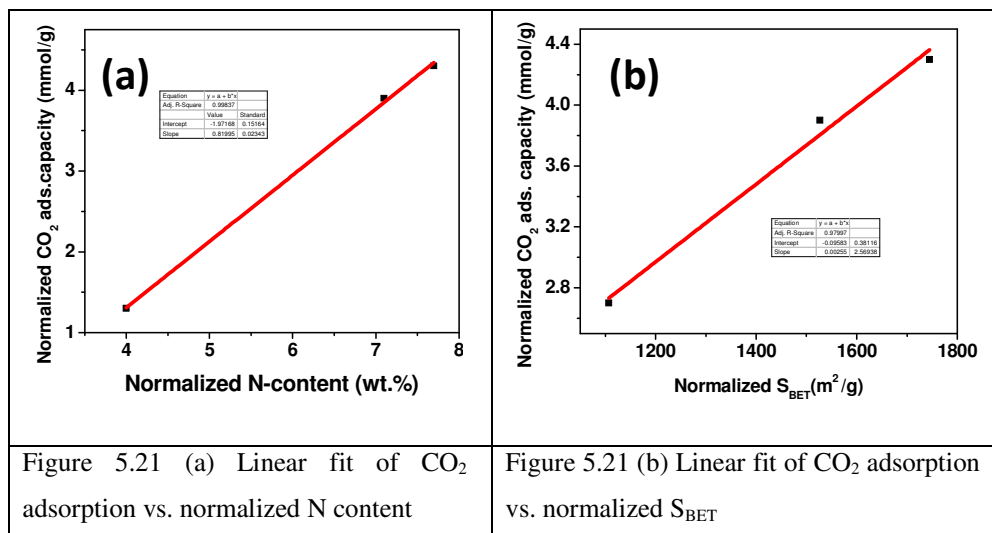 (a)
Normalized CO2 ads.capacity (mmol/g)
4
3
2
1
Equation y = a + b*x
Adj. R-Square 0.99837
Value Standard
Intercept -1.97168 0.15164
Slope 0.81995 0.02343
4 5 6 7 8
Normalized N-content (wt.%)
(b)
Normalized CO2 ads. capacity (mmol/g)
4.4
4.0
3.6
3.2
2.8
Equation y = a + b*x
Adj. R-Square 0.97997
Intercept -0.09583 0.38116
Slope 0.00255 2.56938
1200 1400 1600 1800
Normalized SBET(m2/g)
Figure 5.21 (a) Linear fit of CO2
adsorption vs. normalized N content
Figure 5.21 (b) Linear fit of CO2 adsorption
vs. normalized SBET